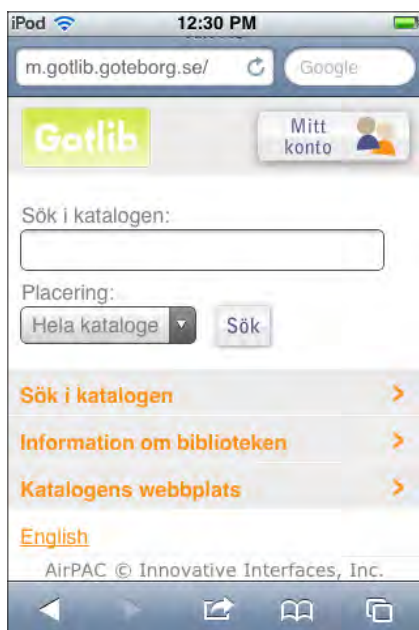 iPod 12:30 PM
m.gotlib.goteborg.se/ Google
Gotlib
Mitt
konto
Sök i katalogen:
Placering:
Hela kataloge Sök
Sök i katalogen
Information om biblioteken
Katalogens webbplats
English
AirPAC © Innovative Interfaces, Inc.